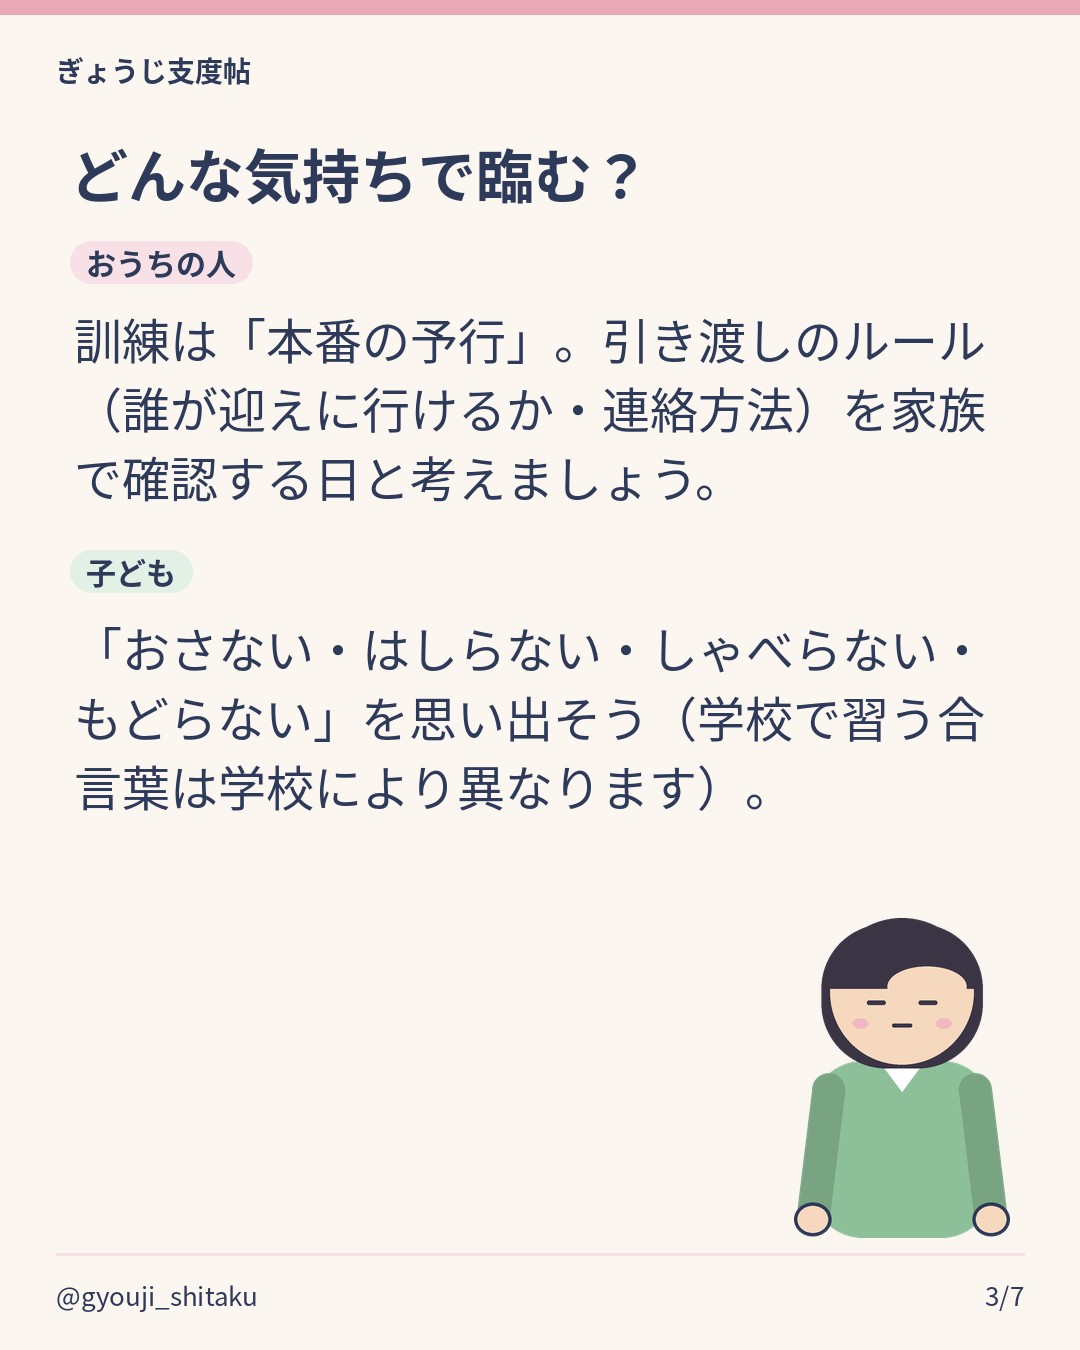 ぎょうじ支度帖
どんな気持ちで臨む？
おうちの人
訓練は「本番の予行」。引き渡しのルール
（誰が迎えに行けるか・連絡方法）を家族
で確認する日と考えましょう。
子ども
「おさない・はしらない・しゃべらない・
もどらない」を思い出そう（学校で習う合
言葉は学校により異なります）。
@gyouji_shitaku
3/7